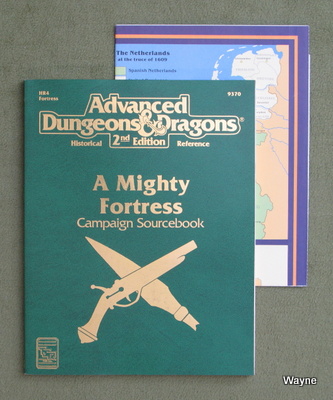 The Netherlands
at the truce of 1609
Spanish Netherlands
HR4
Fortress
9370
Advanced
Dungeons & Dragons®
Historical 2nd Edition Reference
A Mighty
Fortress
Campaign Sourcebook
Wayne